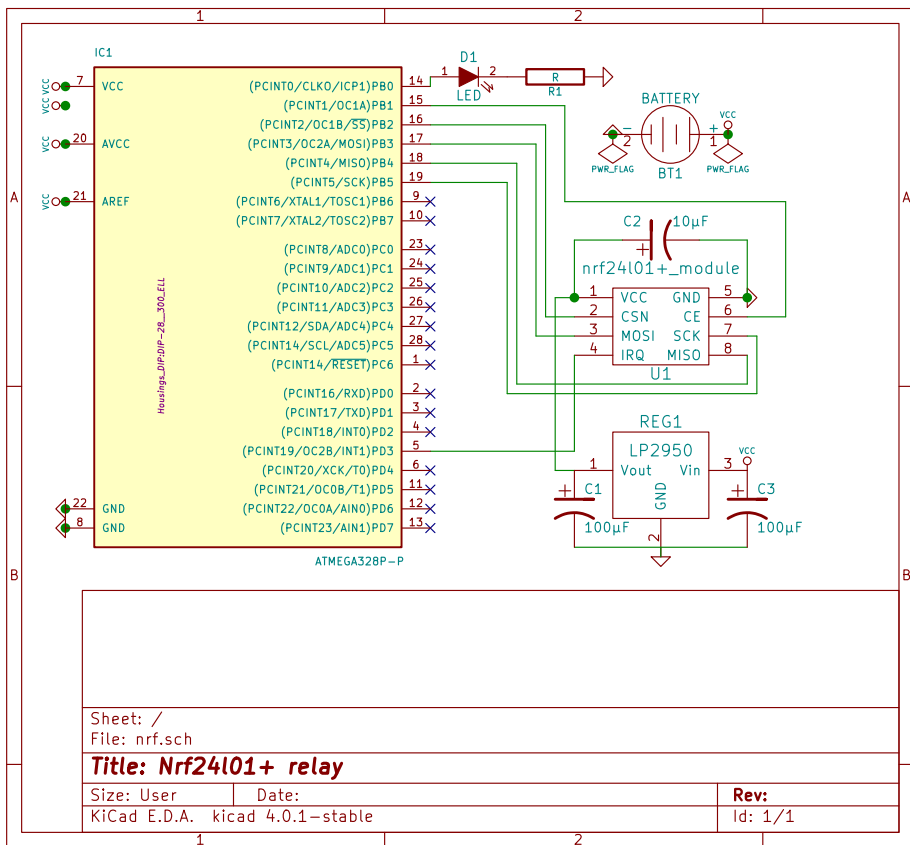 1
2
IC1
VCC
7
VCC
VCC
VCC
20
AVCC
VCC
21
AREF
Housings_DIP:DIP-28__300_ELL
22
GND
8
GND
(PCINT0/CLKO/ICP1)PB0
14
(PCINT1/OC1A)PB1
15
(PCINT2/OC1B/SS)PB2
16
(PCINT3/OC2A/MOSI)PB3
17
(PCINT4/MISO)PB4
18
(PCINT5/SCK)PB5
19
(PCINT6/XTAL1/TOSC1)PB6
9
(PCINT7/XTAL2/TOSC2)PB7
10
(PCINT8/ADC0)PC0
23
(PCINT9/ADC1)PC1
24
(PCINT10/ADC2)PC2
25
(PCINT11/ADC3)PC3
26
(PCINT12/SDA/ADC4)PC4
27
(PCINT14/SCL/ADC5)PC5
28
(PCINT14/RESET)PC6
1
(PCINT16/RXD)PD0
2
(PCINT17/TXD)PD1
3
(PCINT18/INT0)PD2
4
(PCINT19/OC2B/INT1)PD3
5
(PCINT20/XCK/T0)PD4
6
(PCINT21/OC0B/T1)PD5
11
(PCINT22/OC0A/AIN0)PD6
12
(PCINT23/AIN1)PD7
13
ATMEGA328P-P
D1
1
2
LED
R
R1
BATTERY
VCC
−
+
2
1
PWR_FLAG
PWR_FLAG
BT1
C2
10µF
+
nrf24l01+_module
1
VCC
GND
5
2
CSN
CE
6
3
MOSI
SCK
7
4
IRQ
MISO
8
U1
REG1
LP2950
VCC
1
Vout
Vin
3
GND
2
+
C1
100µF
+
C3
100µF
A
A
B
B
Sheet: /
File: nrf.sch
Title: Nrf24l01+ relay
Size: User
Date:
Rev:
KiCad E.D.A. kicad 4.0.1-stable
Id: 1/1
1
2